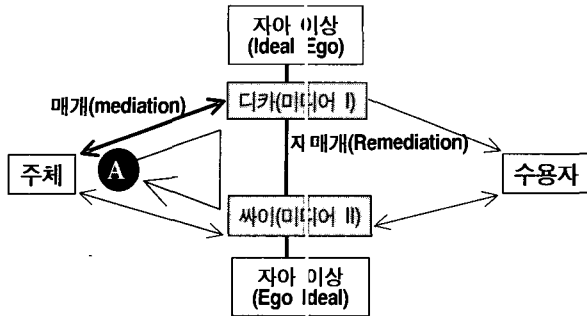 자아 이상
(Ideal Ego)
매개(mediation)
디카(미디어 I)
재매개(Remediation)
주체
A
수용자
싸이(미디어 II)
자아 이상
(Ego Ideal)